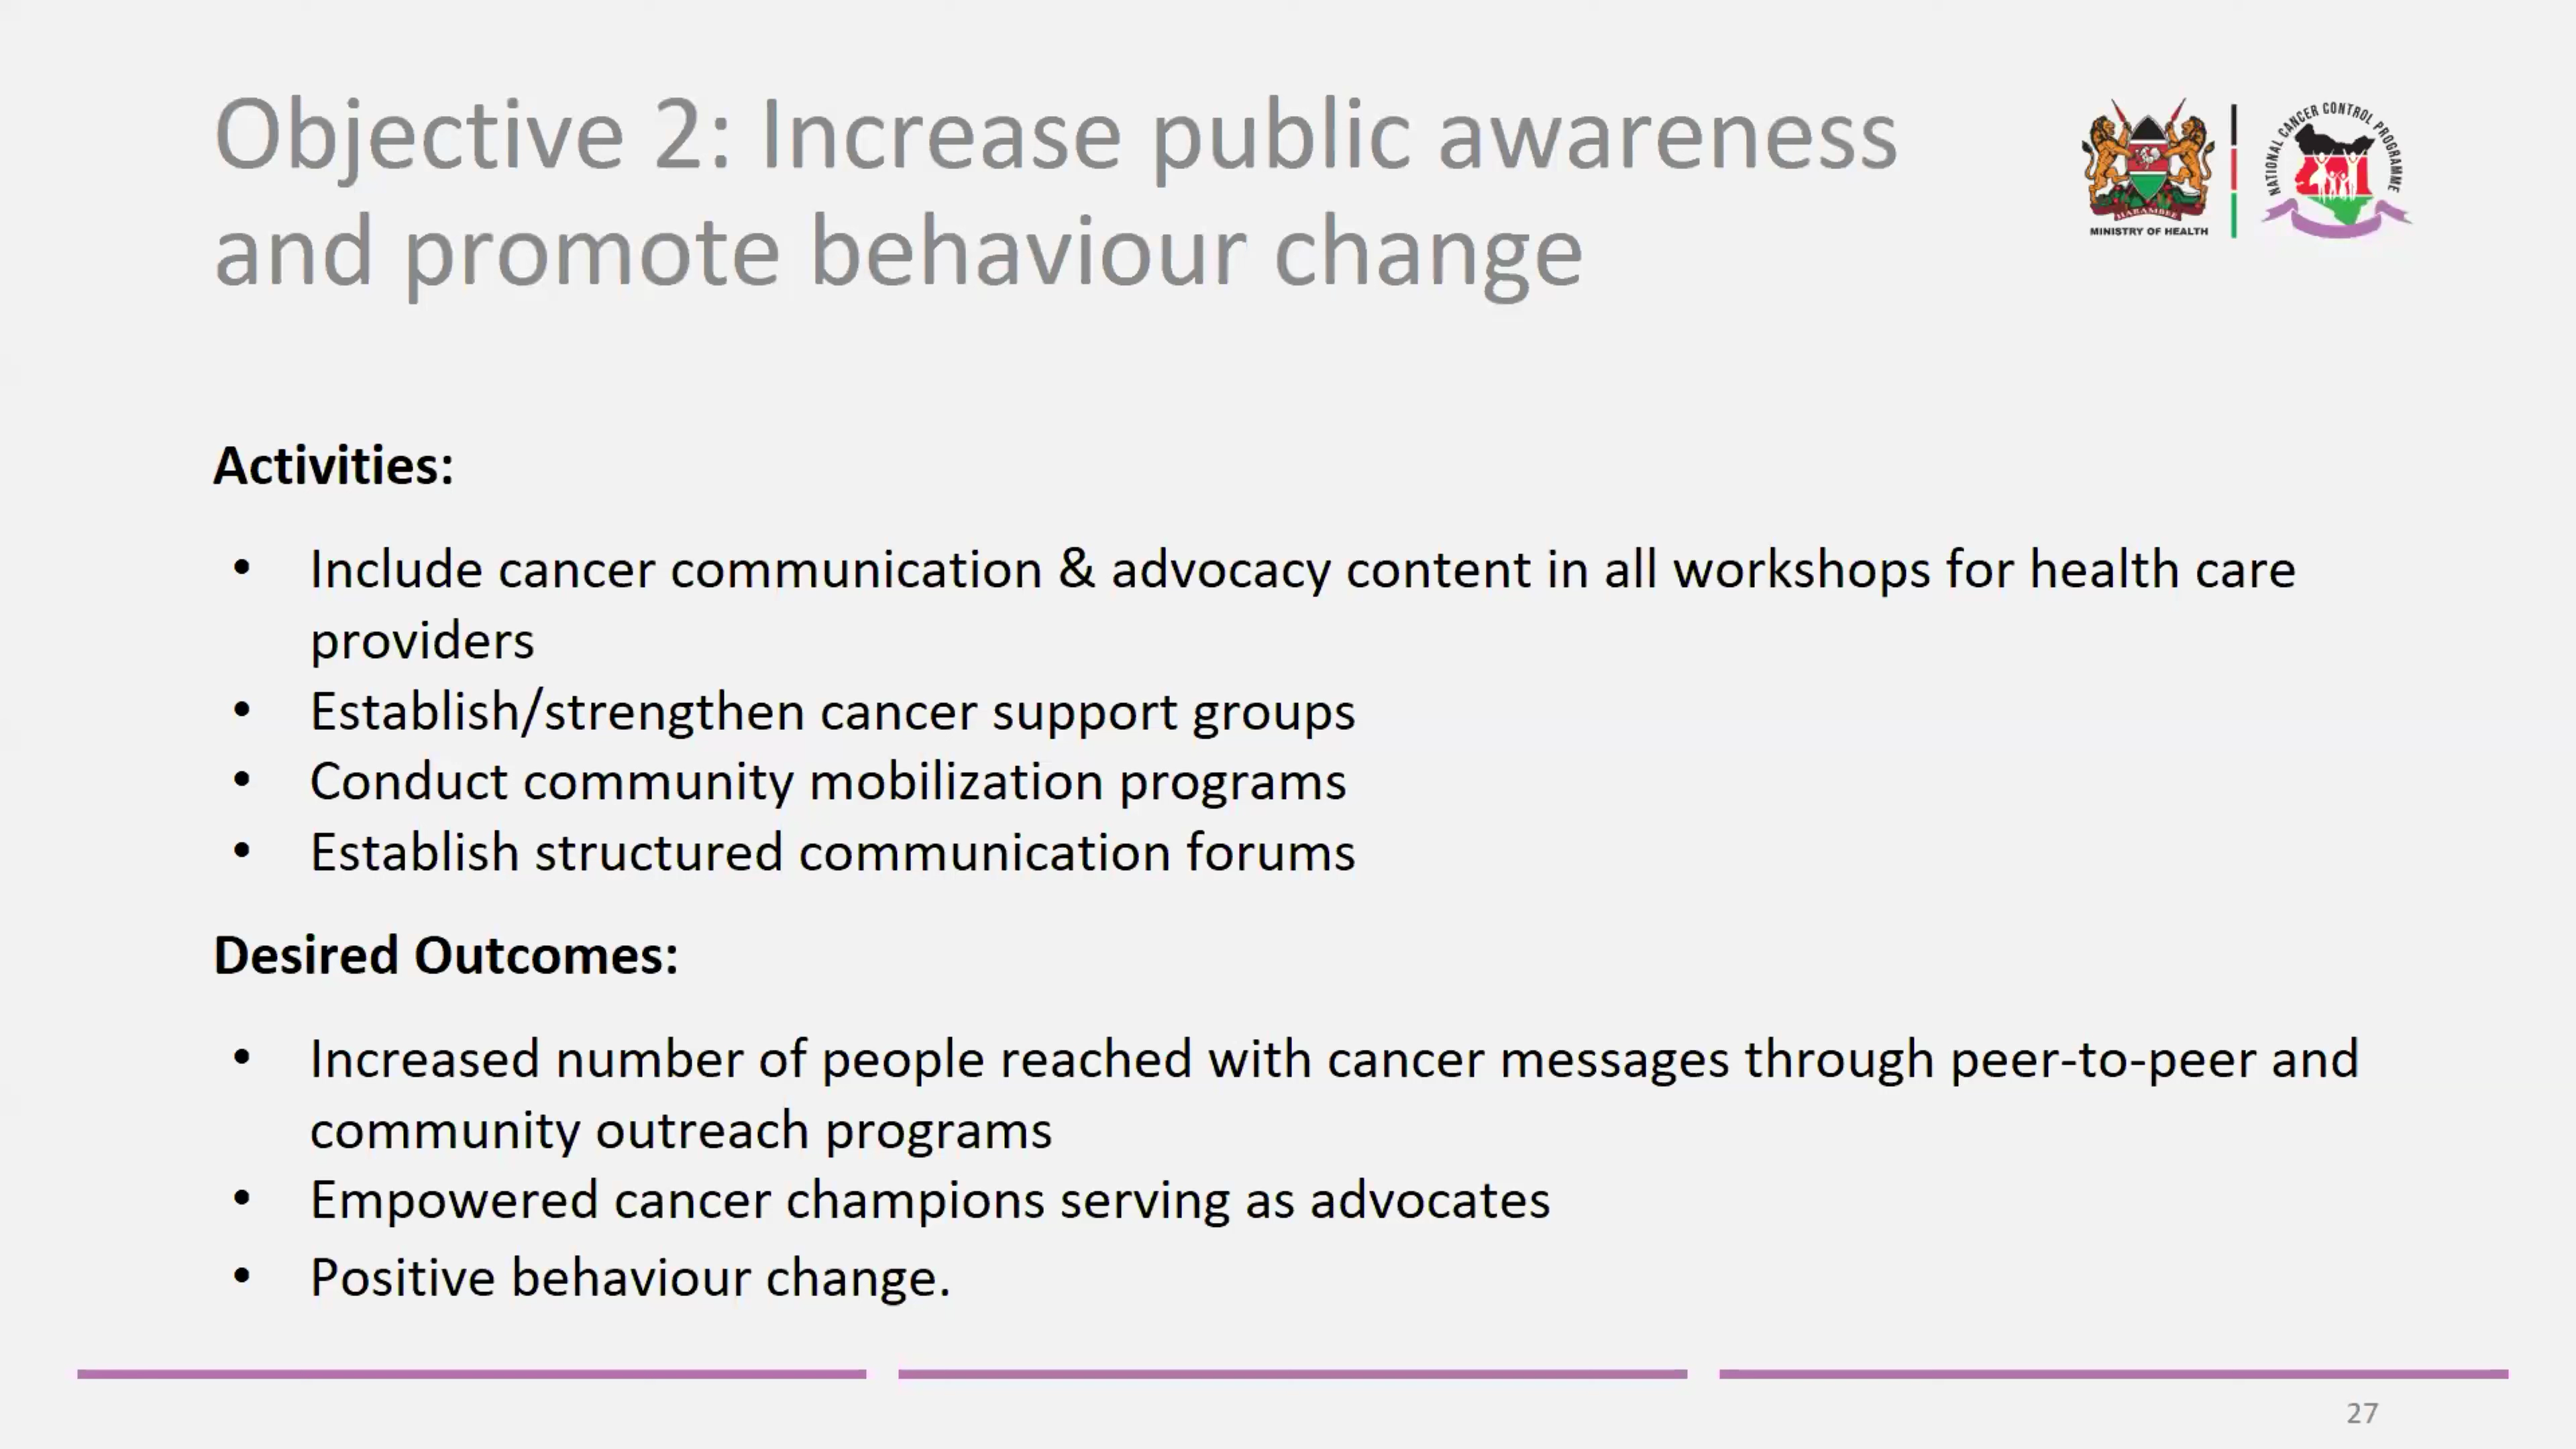 Objective 2: Increase public awareness
and promote behaviour change
HARAMBEE
MINISTRY OF HEALTH
NATIONAL CANCER CONTROL PROGRAMME
Activities:
• Include cancer communication & advocacy content in all workshops for health care
providers
• Establish/strengthen cancer support groups
• Conduct community mobilization programs
• Establish structured communication forums
Desired Outcomes:
• Increased number of people reached with cancer messages through peer-to-peer and
community outreach programs
• Empowered cancer champions serving as advocates
• Positive behaviour change.
27